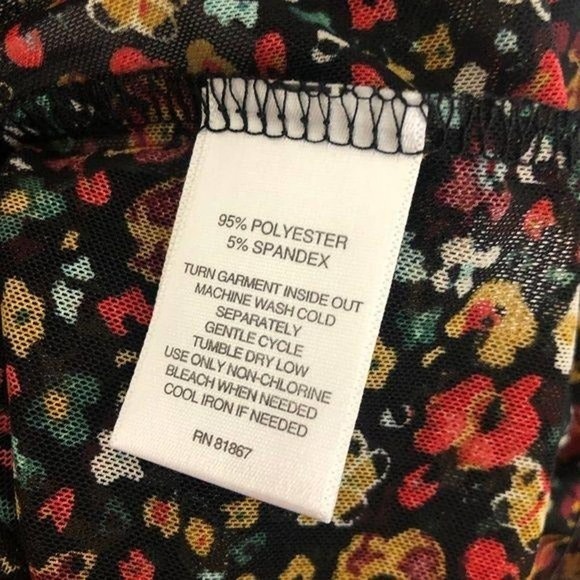 95% POLYESTER
5% SPANDEX
TURN GARMENT INSIDE OUT
MACHINE WASH COLD
SEPARATELY
GENTLE CYCLE
TUMBLE DRY LOW
USE ONLY NON-CHLORINE
BLEACH WHEN NEEDED
COOL IRON IF NEEDED
RN 81867